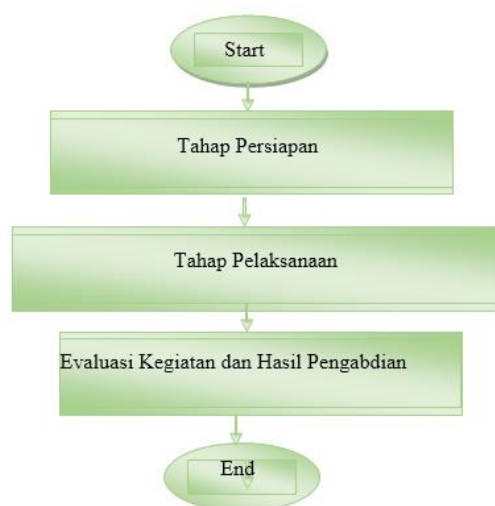 Start
Tahap Persiapan
Tahap Pelaksanaan
Evaluasi Kegiatan dan Hasil Pengabdian
End